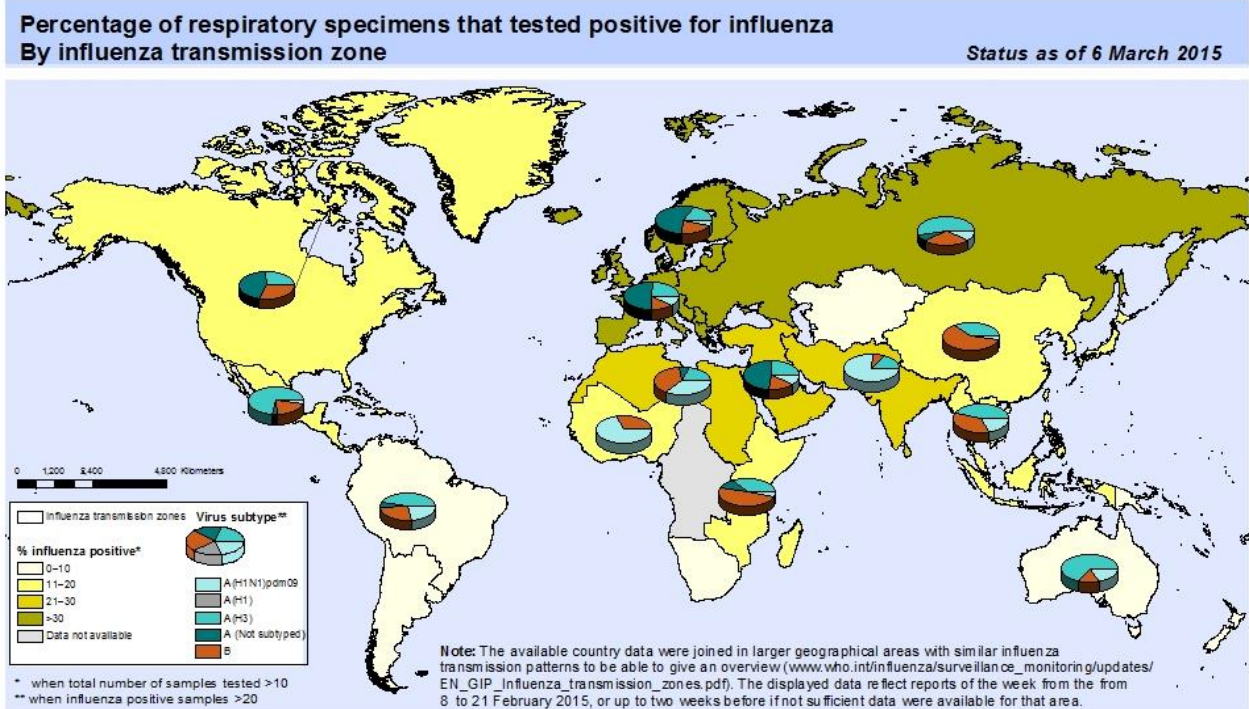 Percentage of respiratory specimens that tested positive for influenza
By influenza transmission zone
Status as of 6 March 2015
0 1,200 2,400 4,800 Kilometers
Influenza transmission zones
Virus subtype**
% influenza positive*
0–10
11–20
21–30
>30
Data not available
A(H1N1)pdm09
A(H1)
A(H3)
A (Not subtyped)
B
* when total number of samples tested >10
** when influenza positive samples >20
Note: The available country data were joined in larger geographical areas with similar influenza
transmission patterns to be able to give an overview (www.who.int/influenza/surveillance_monitoring/updates/
EN_GIP_Influenza_transmission_zones.pdf). The displayed data reflect reports of the week from the from
8 to 21 February 2015, or up to two weeks before if not sufficient data were available for that area.